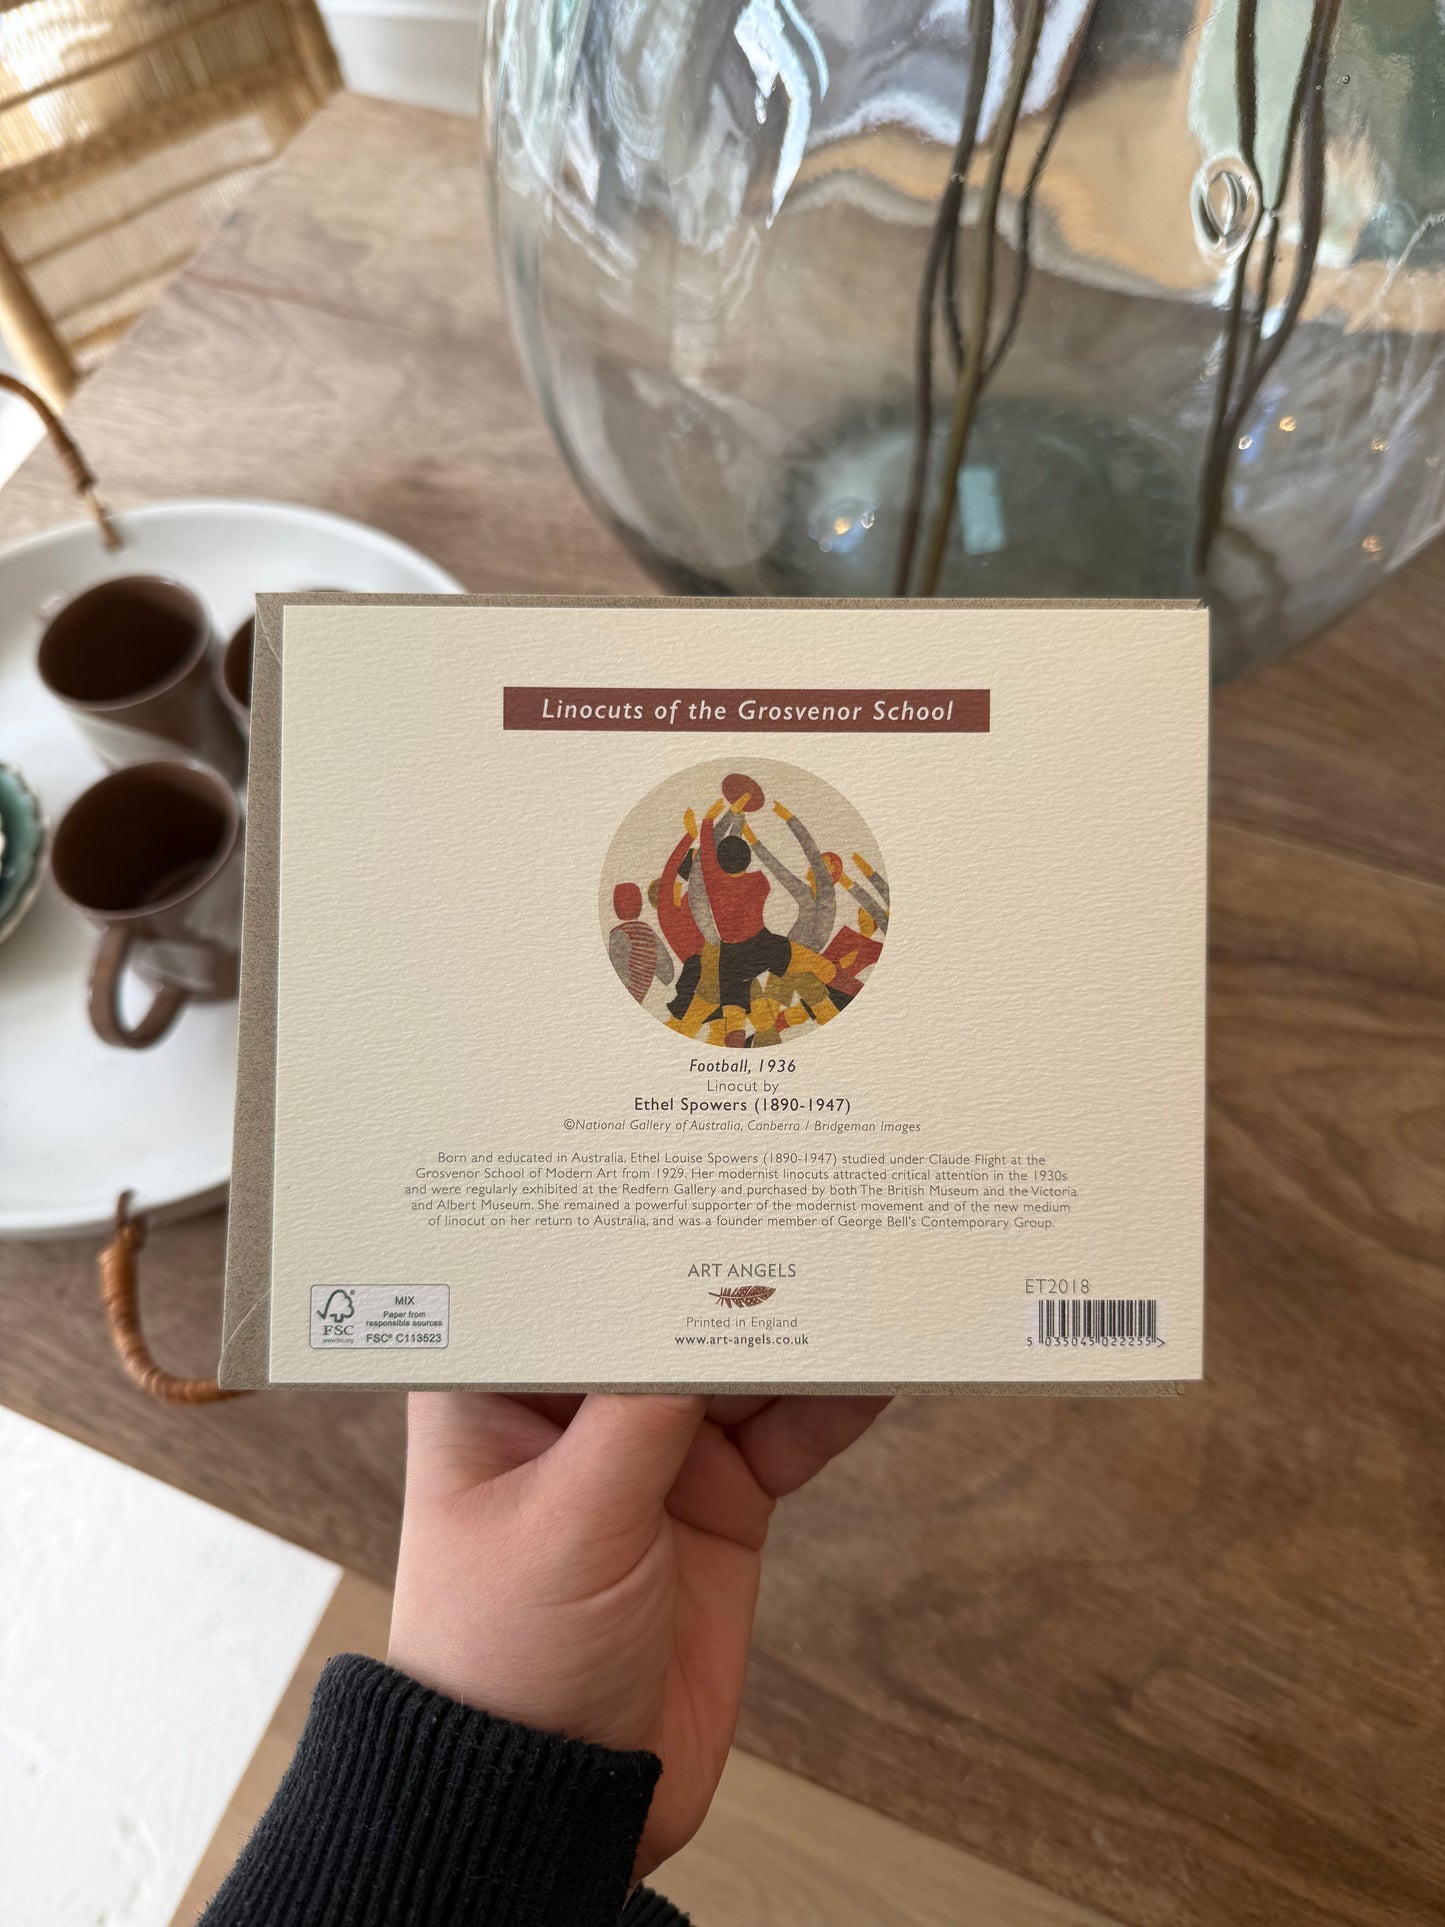 Linocuts of the Grosvenor School
Football, 1936
Linocut by
Ethel Spowers (1890-1947)
©National Gallery of Australia, Canberra / Bridgeman Images
Born and educated in Australia, Ethel Louise Spowers (1890-1947) studied under Claude Flight at the
Grosvenor School of Modern Art from 1929. Her modernist linocuts attracted critical attention in the 1930s
and were regularly exhibited at the Redfern Gallery and purchased by both The British Museum and the Victoria
and Albert Museum. She remained a powerful supporter of the modernist movement and of the new medium
of linocut on her return to Australia, and was a founder member of George Bell's Contemporary Group.
ART ANGELS
Printed in England
www.art-angels.co.uk
FSC
www.fsc.org
MIX
Paper from
responsible sources
FSC® C113523
ET2018
5 035045 022255 >